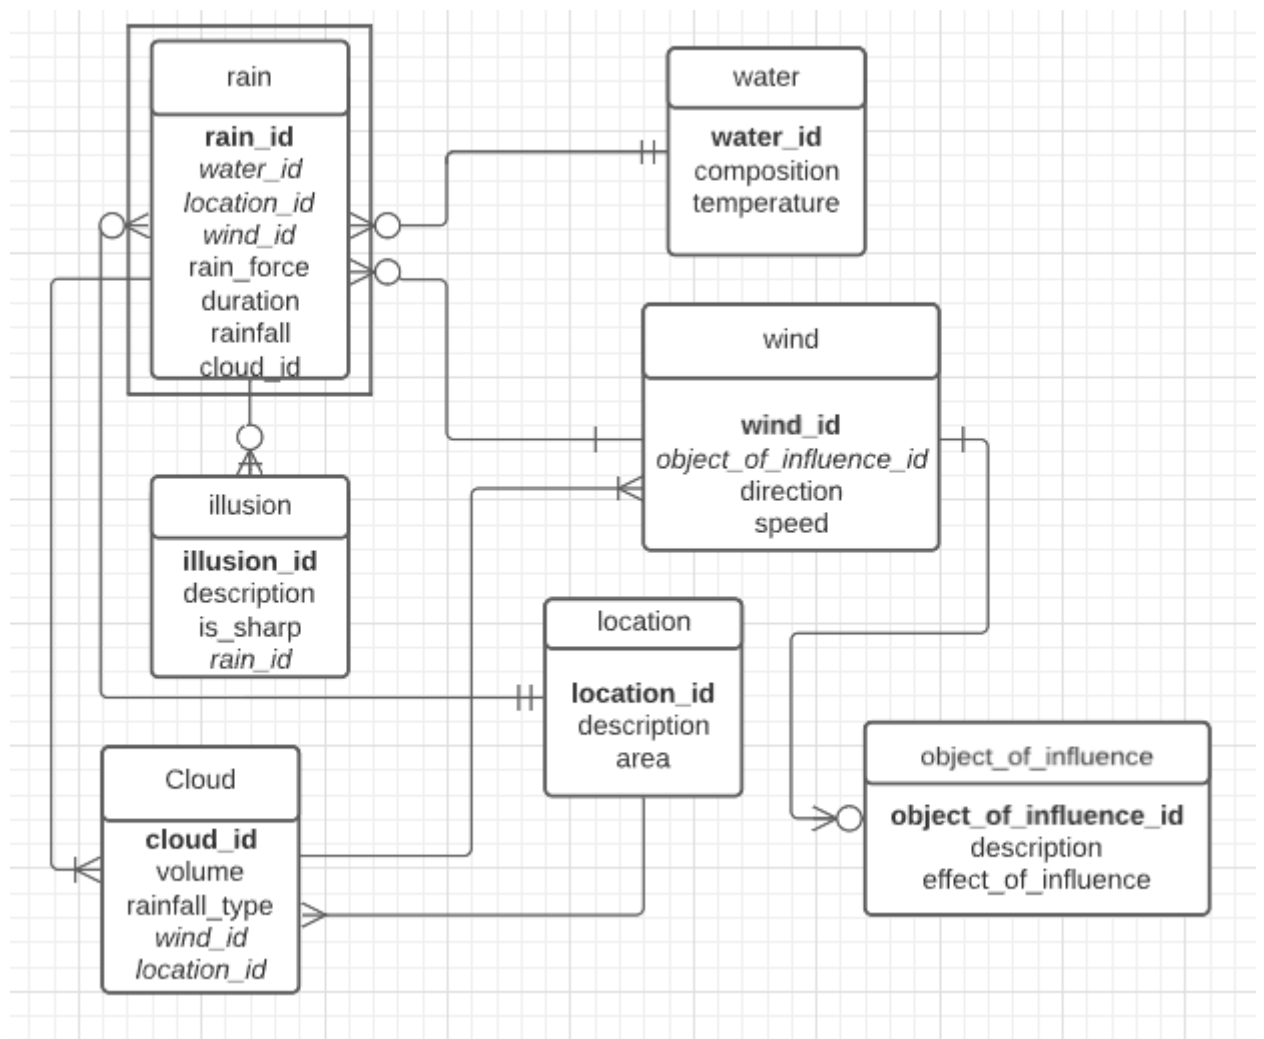 rain
rain_id
water_id
location_id
wind_id
rain_force
duration
rainfall
cloud_id
water
water_id
composition
temperature
wind
wind_id
object_of_influence_id
direction
speed
illusion
illusion_id
description
is_sharp
rain_id
location
location_id
description
area
Cloud
cloud_id
volume
rainfall_type
wind_id
location_id
object_of_influence
object_of_influence_id
description
effect_of_influence